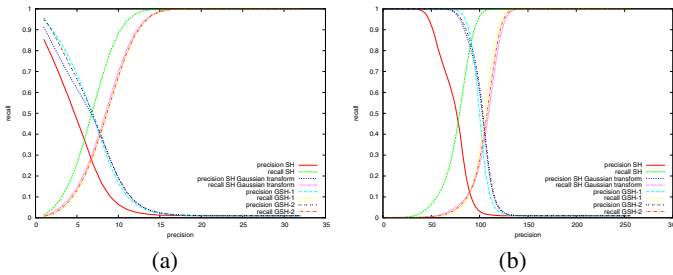 1
0.9
0.8
0.7
0.6
0.5
0.4
0.3
0.2
0.1
0
recall
0 5 10 15 20 25 30 35
precision
precision SH
recall SH
precision SH Gaussian transform
recall SH Gaussian transform
precision GSH-1
recall GSH-1
precision GSH-2
recall GSH-2
(a)
1
0.9
0.8
0.7
0.6
0.5
0.4
0.3
0.2
0.1
0
recall
0 50 100 150 200 250 300
precision
precision SH
recall SH
precision SH Gaussian transform
recall SH Gaussian transform
precision GSH-1
recall GSH-1
precision GSH-2
recall GSH-2
(b)